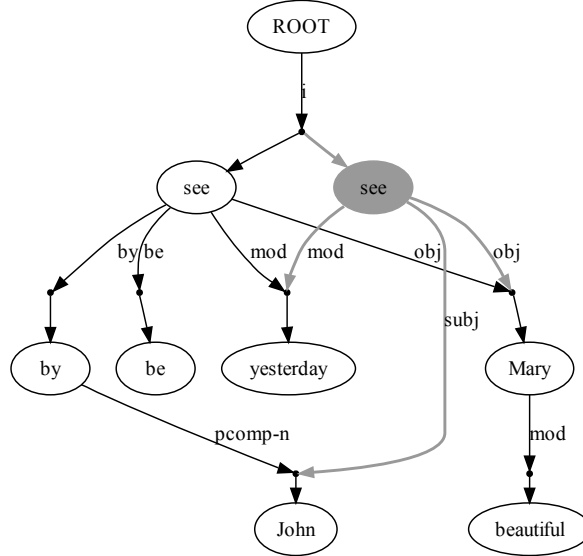 ROOT
i
see see
by be mod mod obj obj
subj
by be yesterday Mary
pcomp-n mod
John beautiful